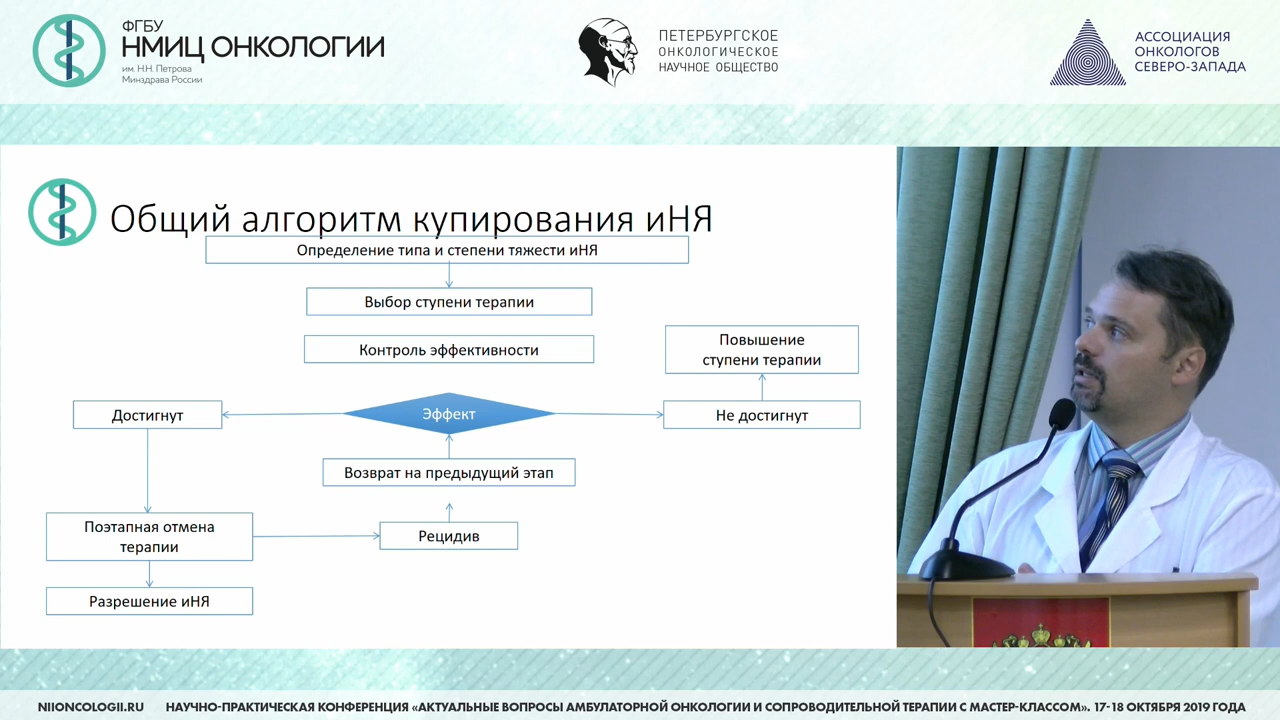 ФГБУ
НМИЦ ОНКОЛОГИИ
им. Н.Н. Петрова
Минздрава России
ПЕТЕРБУРГСКОЕ
ОНКОЛОГИЧЕСКОЕ
НАУЧНОЕ ОБЩЕСТВО
АССОЦИАЦИЯ
ОНКОЛОГОВ
СЕВЕРО-ЗАПАДА
Общий алгоритм купирования иНЯ
Определение типа и степени тяжести иНЯ
Выбор ступени терапии
Контроль эффективности
Повышение
ступени терапии
Достигнут
Эффект
Не достигнут
Возврат на предыдущий этап
Поэтапная отмена
терапии
Рецидив
Разрешение иНЯ
NIIONCOLOGII.RU
НАУЧНО-ПРАКТИЧЕСКАЯ КОНФЕРЕНЦИЯ «АКТУАЛЬНЫЕ ВОПРОСЫ АМБУЛАТОРНОЙ ОНКОЛОГИИ И СОПРОВОДИТЕЛЬНОЙ ТЕРАПИИ С МАСТЕР-КЛАССОМ». 17-18 ОКТЯБРЯ 2019 ГОДА